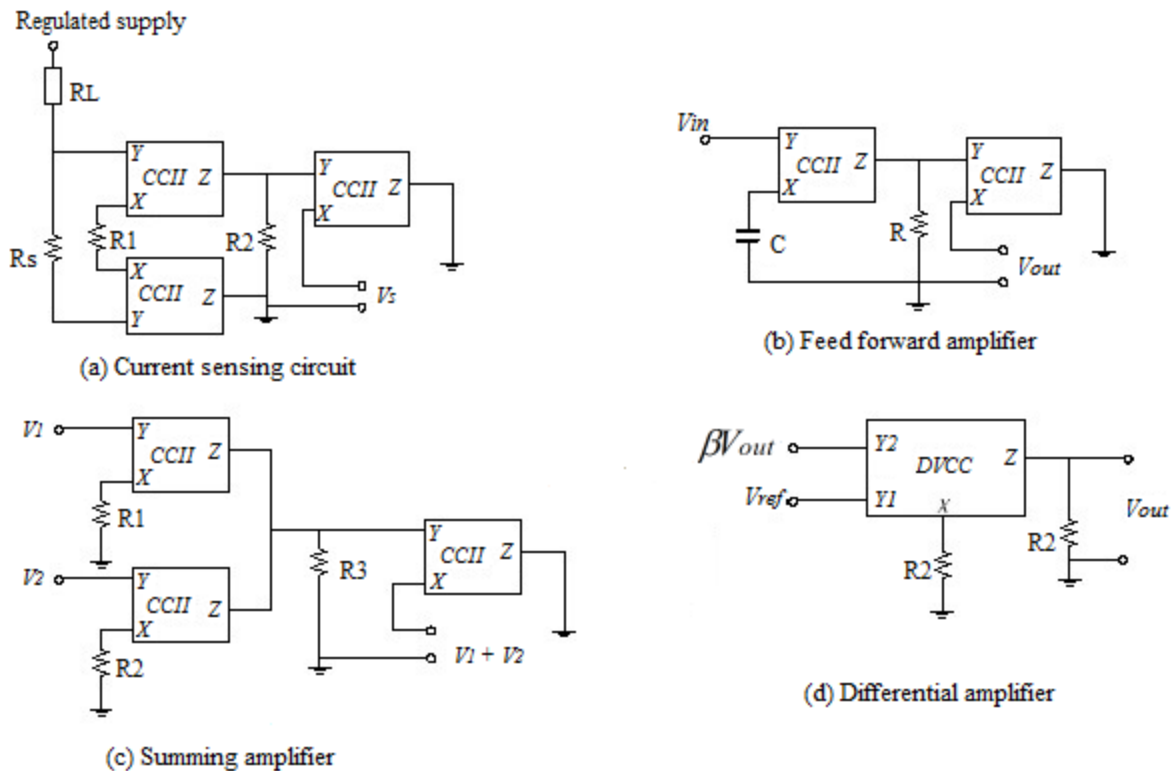 Regulated supply
RL
Y
CCII Z
X
R1
Rs
X
CCII Z
Y
R2
Y
CCII Z
X
Vs
(a) Current sensing circuit
Vin
Y
CCII Z
X
C
R
Y
CCII Z
X
Vout
(b) Feed forward amplifier
V1
Y
CCII Z
X
R1
V2
Y
CCII Z
X
R2
R3
Y
CCII Z
X
V1 + V2
(c) Summing amplifier
βVout
Y2
DVCC Z
Vref
Y1
X
R2
R2
Vout
(d) Differential amplifier